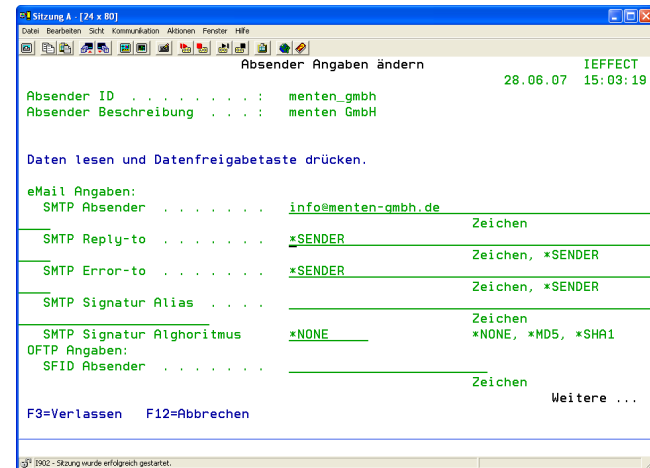 Sitzung A - [24 x 80]
Datei Bearbeiten Sicht Kommunikation Aktionen Fenster Hilfe
Absender Angaben ändern IEFFECT
28.06.07 15:03:19
Absender ID . . . . . . . . : menten_gmbh
Absender Beschreibung . . . : menten GmbH
Daten lesen und Datenfreigabetaste drücken.
eMail Angaben:
SMTP Absender . . . . . . . info@menten-gmbh.de
Zeichen
SMTP Reply-to . . . . . . . *SENDER
Zeichen, *SENDER
SMTP Error-to . . . . . . . *SENDER
Zeichen, *SENDER
SMTP Signatur Alias . . . .
Zeichen
SMTP Signatur Alghoritmus *NONE *NONE, *MD5, *SHA1
OFTP Angaben:
SFID Absender . . . . . . .
Zeichen
Weitere ...
F3=Verlassen F12=Abbrechen
I902 - Sitzung wurde erfolgreich gestartet.